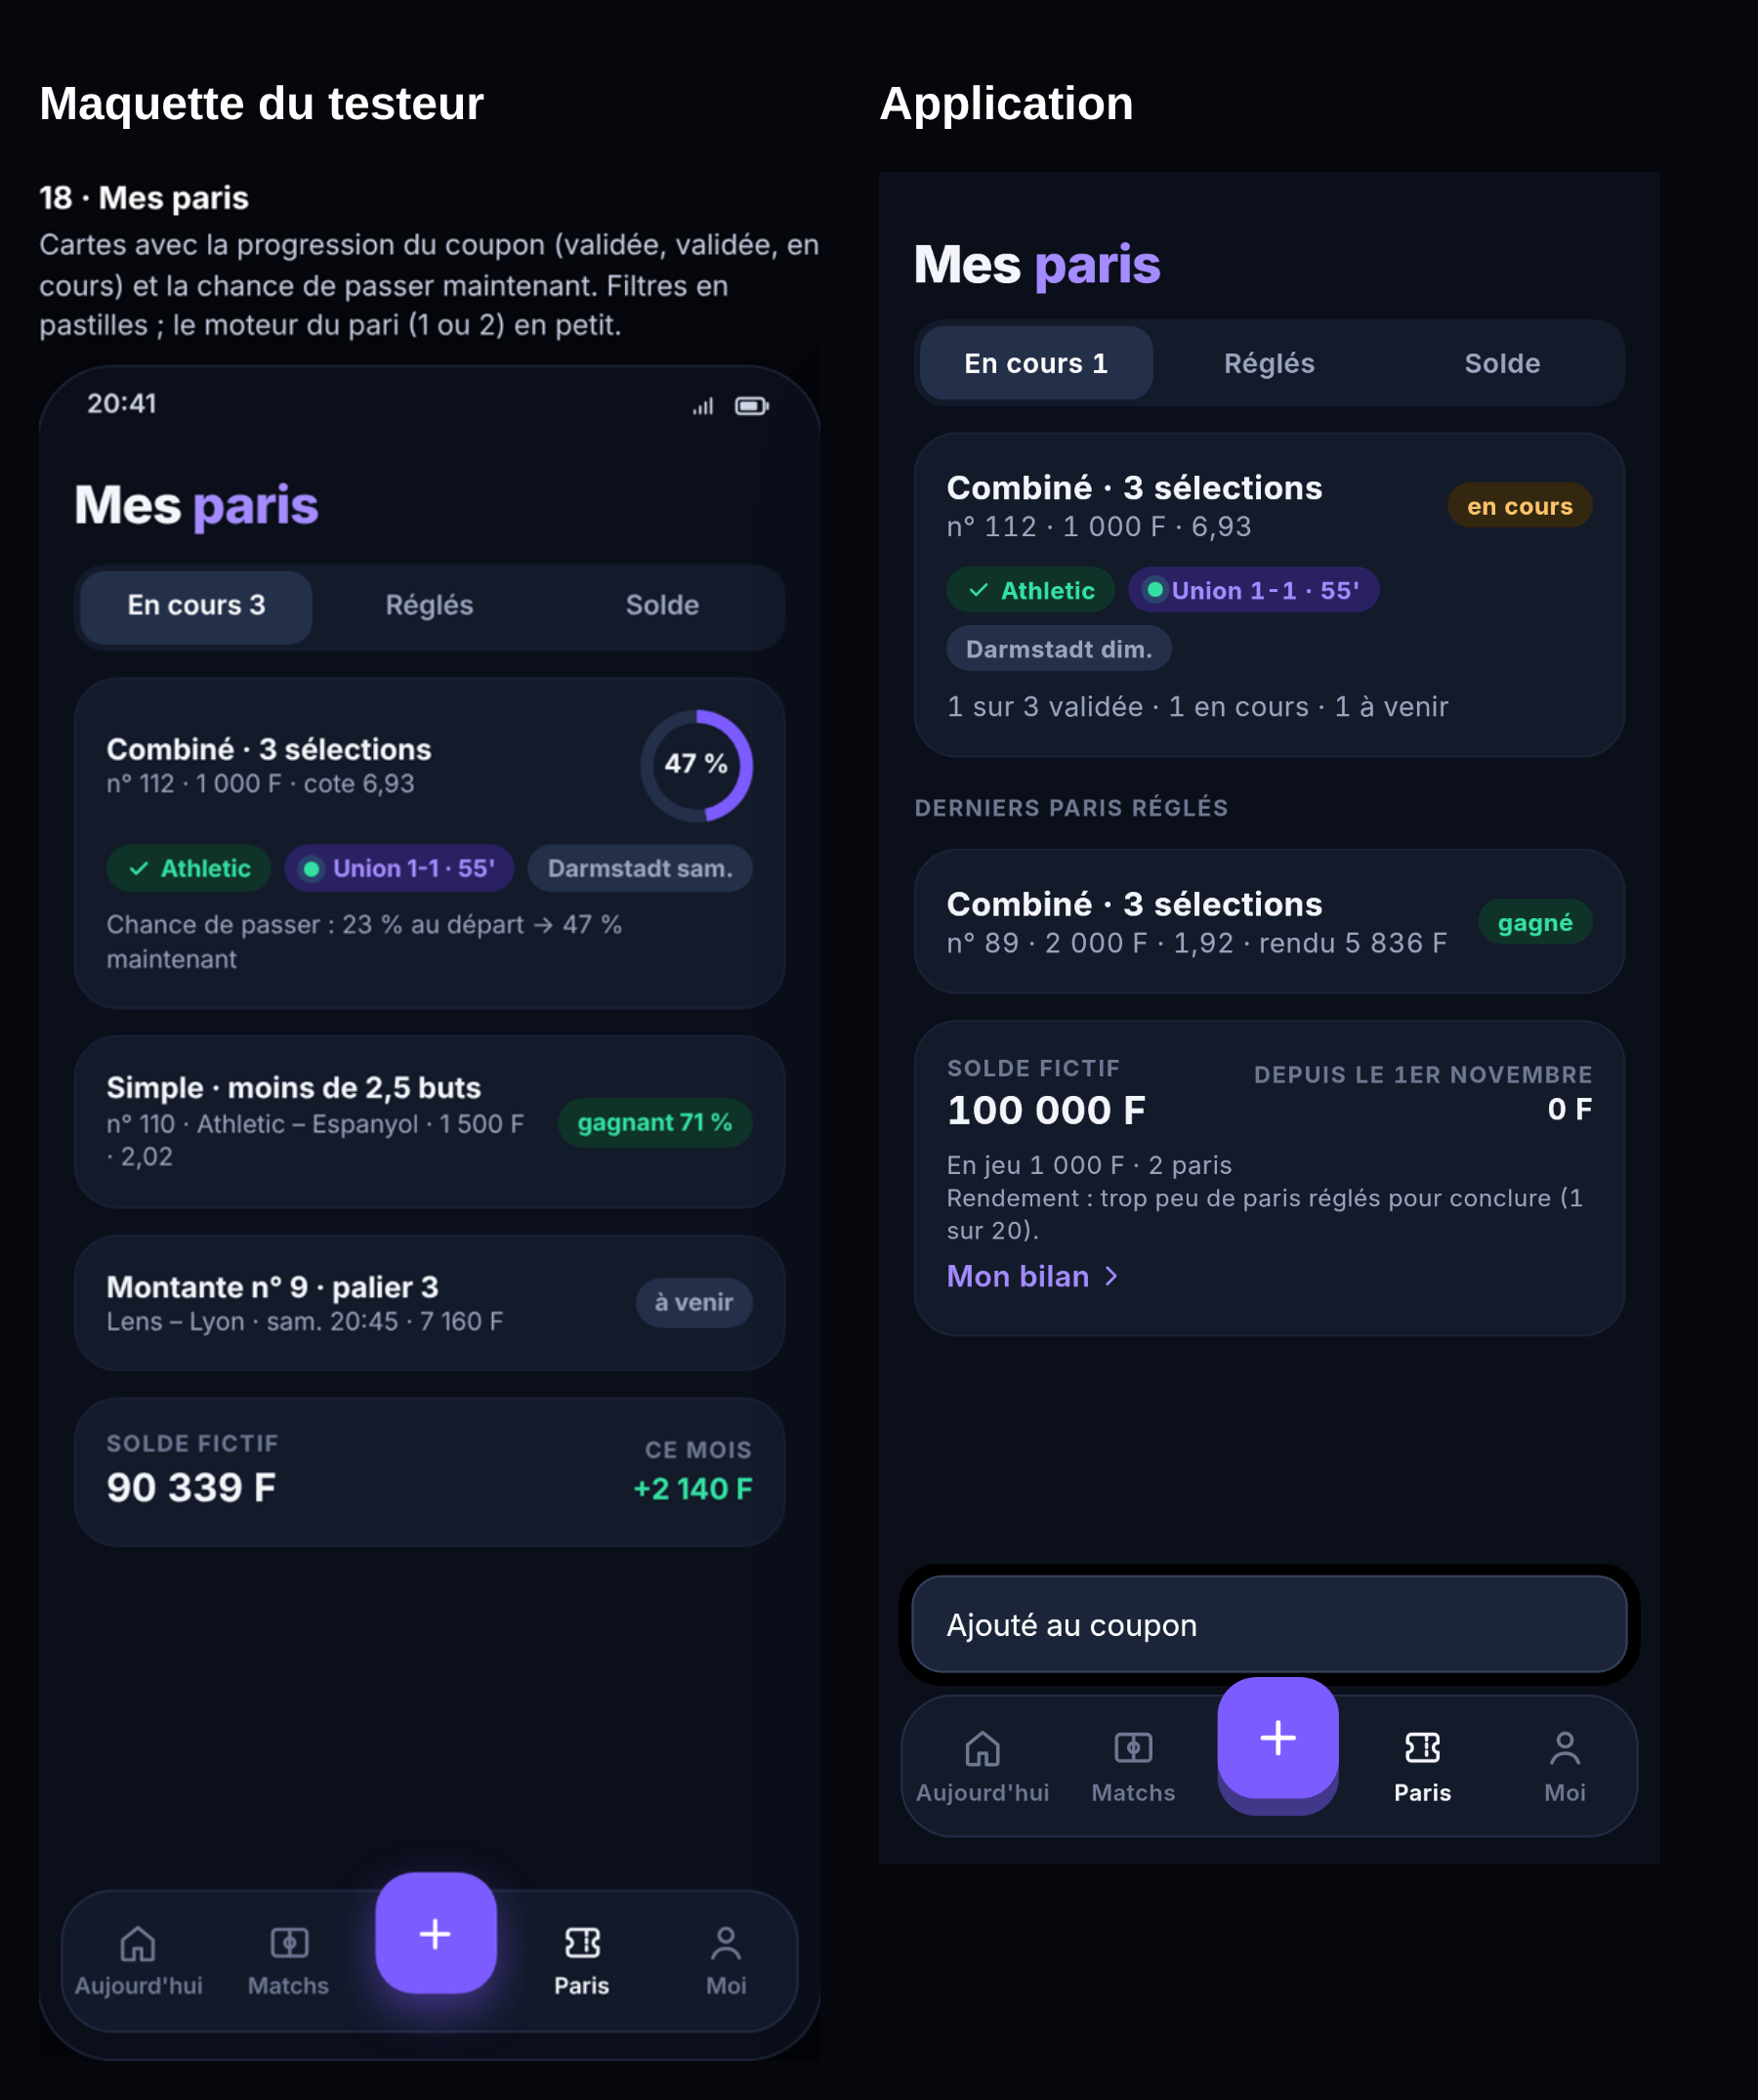 Maquette du testeur
18 · Mes paris
Cartes avec la progression du coupon (validée, validée, en
cours) et la chance de passer maintenant. Filtres en
pastilles ; le moteur du pari (1 ou 2) en petit.
20:41
Mes paris
En cours 3
Réglés
Solde
Combiné · 3 sélections
n° 112 · 1 000 F · cote 6,93
47 %
Athletic
Union 1-1 · 55'
Darmstadt sam.
Chance de passer : 23 % au départ → 47 %
maintenant
Simple · moins de 2,5 buts
n° 110 · Athletic – Espanyol · 1 500 F
· 2,02
gagnant 71 %
Montante n° 9 · palier 3
Lens – Lyon · sam. 20:45 · 7 160 F
à venir
SOLDE FICTIF
90 339 F
CE MOIS
+2 140 F
Aujourd'hui
Matchs
Paris
Moi
Application
Mes paris
En cours 1
Réglés
Solde
Combiné · 3 sélections
n° 112 · 1 000 F · 6,93
en cours
Athletic
Union 1-1 · 55'
Darmstadt dim.
1 sur 3 validée · 1 en cours · 1 à venir
DERNIERS PARIS RÉGLÉS
Combiné · 3 sélections
n° 89 · 2 000 F · 1,92 · rendu 5 836 F
gagné
SOLDE FICTIF
100 000 F
DEPUIS LE 1ER NOVEMBRE
0 F
En jeu 1 000 F · 2 paris
Rendement : trop peu de paris réglés pour conclure (1
sur 20).
Mon bilan
Ajouté au coupon
Aujourd'hui
Matchs
Paris
Moi